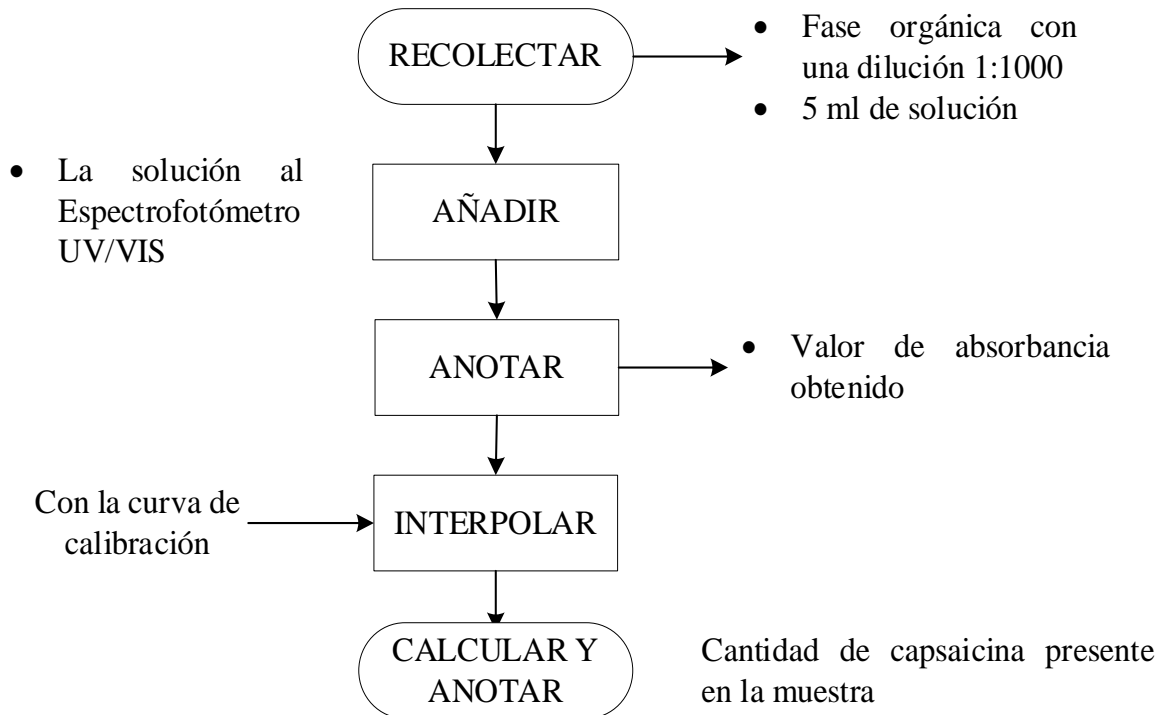 RECOLECTAR
• Fase orgánica con
una dilución 1:1000
• 5 ml de solución
• La solución al
Espectrofotómetro
UV/VIS
AÑADIR
ANOTAR
• Valor de absorbancia
obtenido
Con la curva de
calibración
INTERPOLAR
CALCULAR Y
ANOTAR
Cantidad de capsaicina presente
en la muestra